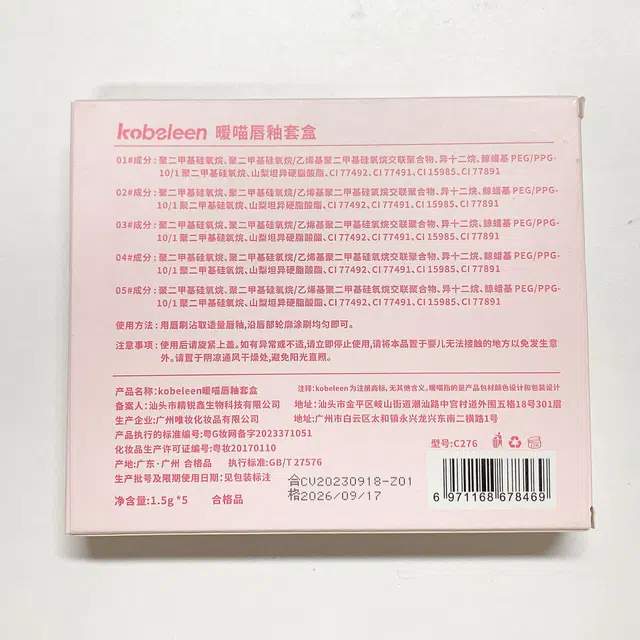 kobeleen 暖喵唇釉套盒
01#成分：聚二甲基硅氧烷、聚二甲基硅氧烷/乙烯基聚二甲基硅氧烷交联聚合物、异十二烷、鲸蜡基 PEG/PPG-
10/1 聚二甲基硅氧烷、山梨坦异硬脂酸酯、CI 77492、CI 77491、CI 15985、CI 77891
02#成分：聚二甲基硅氧烷、聚二甲基硅氧烷/乙烯基聚二甲基硅氧烷交联聚合物、异十二烷、鲸蜡基 PEG/PPG-
10/1 聚二甲基硅氧烷、山梨坦异硬脂酸酯、CI 77492、CI 77491、CI 15985、CI 77891
03#成分：聚二甲基硅氧烷、聚二甲基硅氧烷/乙烯基聚二甲基硅氧烷交联聚合物、异十二烷、鲸蜡基 PEG/PPG-
10/1 聚二甲基硅氧烷、山梨坦异硬脂酸酯、CI 77492、CI 77491、CI 15985、CI 77891
04#成分：聚二甲基硅氧烷、聚二甲基硅氧烷/乙烯基聚二甲基硅氧烷交联聚合物、异十二烷、鲸蜡基 PEG/PPG-
10/1 聚二甲基硅氧烷、山梨坦异硬脂酸酯、CI 77492、CI 77491、CI 15985、CI 77891
05#成分：聚二甲基硅氧烷、聚二甲基硅氧烷/乙烯基聚二甲基硅氧烷交联聚合物、异十二烷、鲸蜡基 PEG/PPG-
10/1 聚二甲基硅氧烷、山梨坦异硬脂酸酯、CI 77492、CI 77491、CI 15985、CI 77891
使用方法：用唇刷沾取适量唇釉,沿唇部轮廓涂刷均匀即可。
注意事项：使用后请旋紧上盖。如有异常或不适,请立即停止使用,请将本品置于婴儿无法接触的地方以免发生意
外。请置于阴凉通风干燥处,避免阳光直照。
产品名称:kobeleen暖喵唇釉套盒
注释:kobeleen为注册商标,无其他含义,暖喵指的是产品包材颜色设计和包装设计
备案人:汕头市精锐鑫生物科技有限公司
地址:汕头市金平区岐山街道潮汕路中宫村道外围五格18号301层
生产企业:广州唯妆化妆品有限公司
地址:广州市白云区太和镇永兴龙兴东南二横路1号
产品执行的标准编号:粤G妆网备字2023371051
型号:C276
化妆品生产许可证编号:粤妆20170110
产地:广东·广州 合格品 执行标准:GB/T 27576
生产批号及限期使用日期:见包装标注
合CV20230918-Z01
格2026/09/17
净含量:1.5g*5 合格品
6 971168 678469